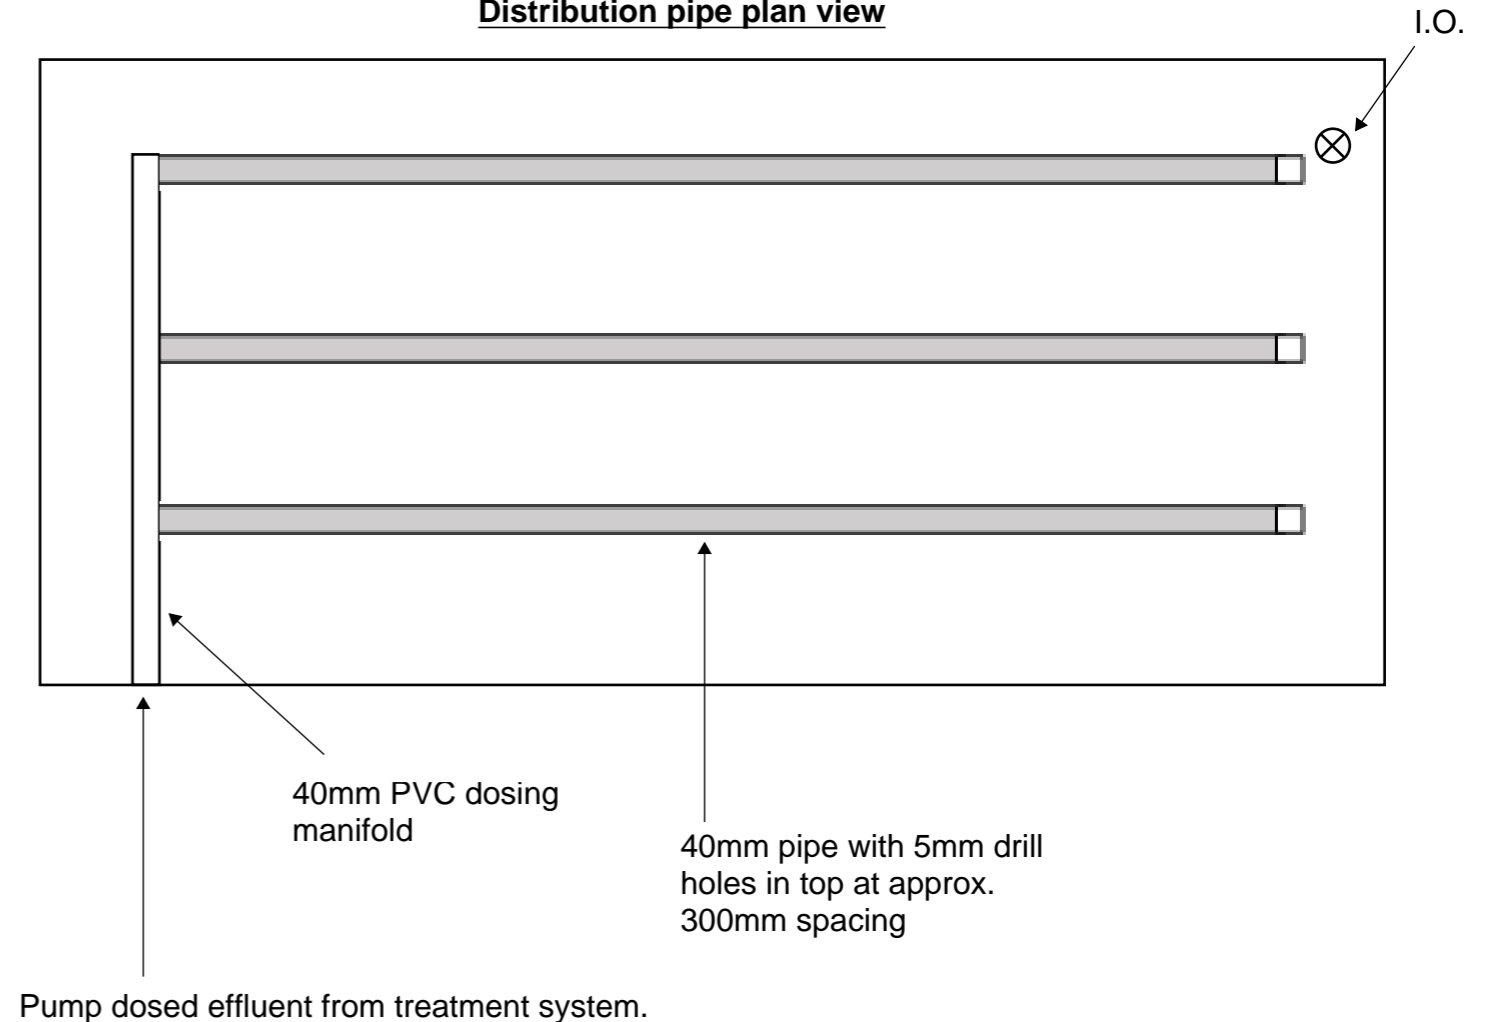 Distribution pipe plan view
I.O.
40mm PVC dosing
manifold
40mm pipe with 5mm drill
holes in top at approx.
300mm spacing
Pump dosed effluent from treatment system.